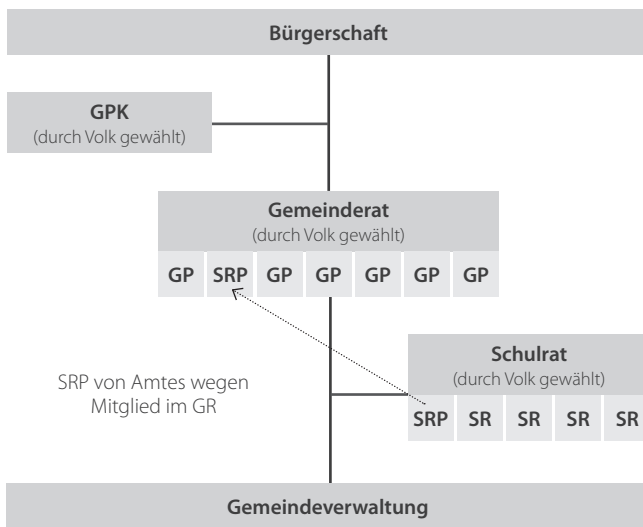 Bürgerschaft
GPK
(durch Volk gewählt)
Gemeinderat
(durch Volk gewählt)
GP SRP GP GP GP GP GP
Schulrat
(durch Volk gewählt)
SRP SR SR SR SR
SRP von Amtes wegen
Mitglied im GR
Gemeindeverwaltung